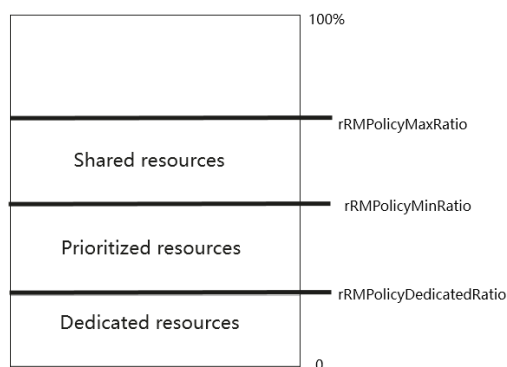 100%
rRMPolicyMaxRatio
Shared resources
rRMPolicyMinRatio
Prioritized resources
rRMPolicyDedicatedRatio
Dedicated resources
0